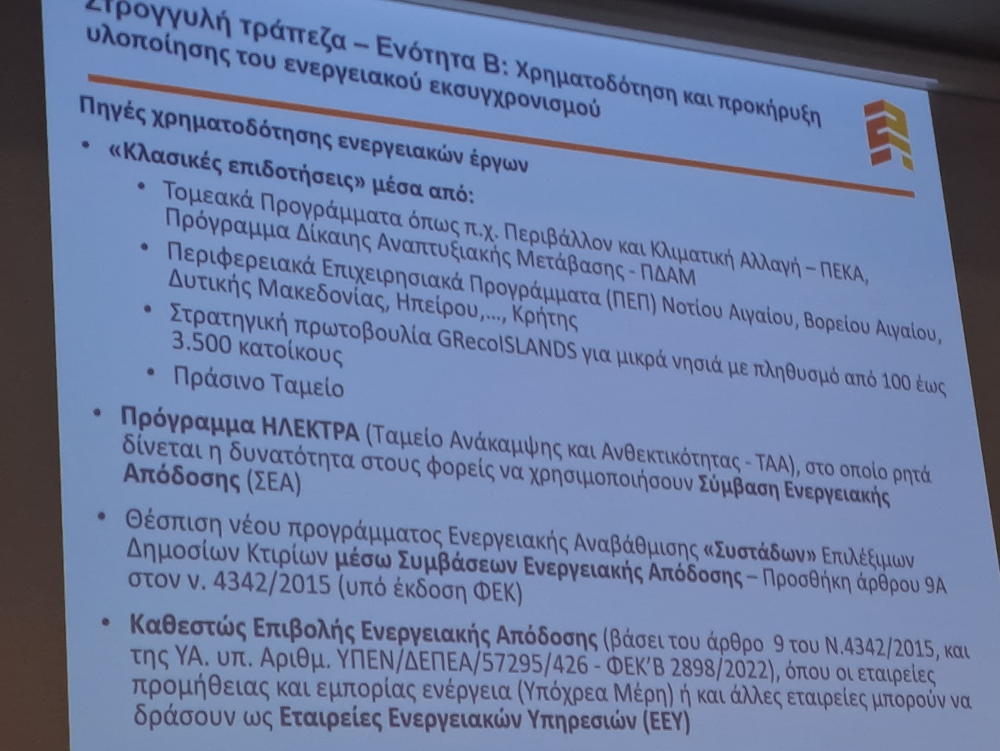 Στρογγυλή τράπεζα – Ενότητα Β: Χρηματοδότηση και προκήρυξη
υλοποίησης του ενεργειακού εκσυγχρονισμού
Πηγές χρηματοδότησης ενεργειακών έργων
• «Κλασικές επιδοτήσεις» μέσα από:
• Τομεακά Προγράμματα όπως π.χ. Περιβάλλον και Κλιματική Αλλαγή – ΠΕΚΑ,
Πρόγραμμα Δίκαιης Αναπτυξιακής Μετάβασης - ΠΔΑΜ
• Περιφερειακά Επιχειρησιακά Προγράμματα (ΠΕΠ) Νοτίου Αιγαίου, Βορείου Αιγαίου,
Δυτικής Μακεδονίας, Ηπείρου,..., Κρήτης
• Στρατηγική πρωτοβουλία GRecoISLANDS για μικρά νησιά με πληθυσμό από 100 έως
3.500 κατοίκους
• Πράσινο Ταμείο
• Πρόγραμμα ΗΛΕΚΤΡΑ (Ταμείο Ανάκαμψης και Ανθεκτικότητας - ΤΑΑ), στο οποίο ρητά
δίνεται η δυνατότητα στους φορείς να χρησιμοποιήσουν Σύμβαση Ενεργειακής
Απόδοσης (ΣΕΑ)
• Θέσπιση νέου προγράμματος Ενεργειακής Αναβάθμισης «Συστάδων» Επιλέξιμων
Δημοσίων Κτιρίων μέσω Συμβάσεων Ενεργειακής Απόδοσης – Προσθήκη άρθρου 9Α
στον ν. 4342/2015 (υπό έκδοση ΦΕΚ)
• Καθεστώς Επιβολής Ενεργειακής Απόδοσης (βάσει του άρθρο 9 του Ν.4342/2015, και
της ΥΑ. υπ. Αριθμ. ΥΠΕΝ/ΔΕΠΕΑ/57295/426 - ΦΕΚ'Β 2898/2022), όπου οι εταιρείες
προμήθειας και εμπορίας ενέργεια (Υπόχρεα Μέρη) ή και άλλες εταιρείες μπορούν να
δράσουν ως Εταιρείες Ενεργειακών Υπηρεσιών (ΕΕΥ)